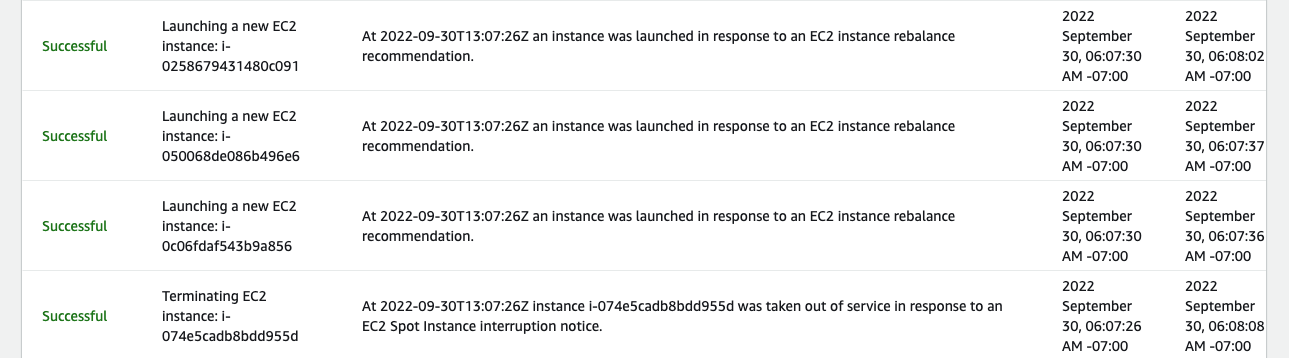 Successful
Launching a new EC2
instance: i-
0258679431480c091
At 2022-09-30T13:07:26Z an instance was launched in response to an EC2 instance rebalance
recommendation.
2022
September
30, 06:07:30
AM -07:00
2022
September
30, 06:08:02
AM -07:00
Successful
Launching a new EC2
instance: i-
050068de086b496e6
At 2022-09-30T13:07:26Z an instance was launched in response to an EC2 instance rebalance
recommendation.
2022
September
30, 06:07:30
AM -07:00
2022
September
30, 06:07:37
AM -07:00
Successful
Launching a new EC2
instance: i-
0c06fdaf543b9a856
At 2022-09-30T13:07:26Z an instance was launched in response to an EC2 instance rebalance
recommendation.
2022
September
30, 06:07:30
AM -07:00
2022
September
30, 06:07:36
AM -07:00
Successful
Terminating EC2
instance: i-
074e5cadb8bdd955d
At 2022-09-30T13:07:26Z instance i-074e5cadb8bdd955d was taken out of service in response to an
EC2 Spot Instance interruption notice.
2022
September
30, 06:07:26
AM -07:00
2022
September
30, 06:08:08
AM -07:00